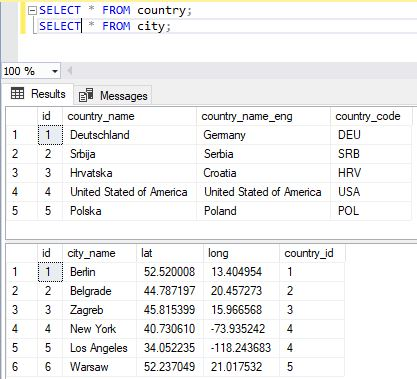 SELECT * FROM country;
SELECT * FROM city;
100 %
Results Messages
id country_name country_name_eng country_code
1 1 Deutschland Germany DEU
2 2 Srbija Serbia SRB
3 3 Hrvatska Croatia HRV
4 4 United Stated of America United Stated of America USA
5 5 Polska Poland POL
id city_name lat long country_id
1 1 Berlin 52.520008 13.404954 1
2 2 Belgrade 44.787197 20.457273 2
3 3 Zagreb 45.815399 15.966568 3
4 4 New York 40.730610 -73.935242 4
5 5 Los Angeles 34.052235 -118.243683 4
6 6 Warsaw 52.237049 21.017532 5